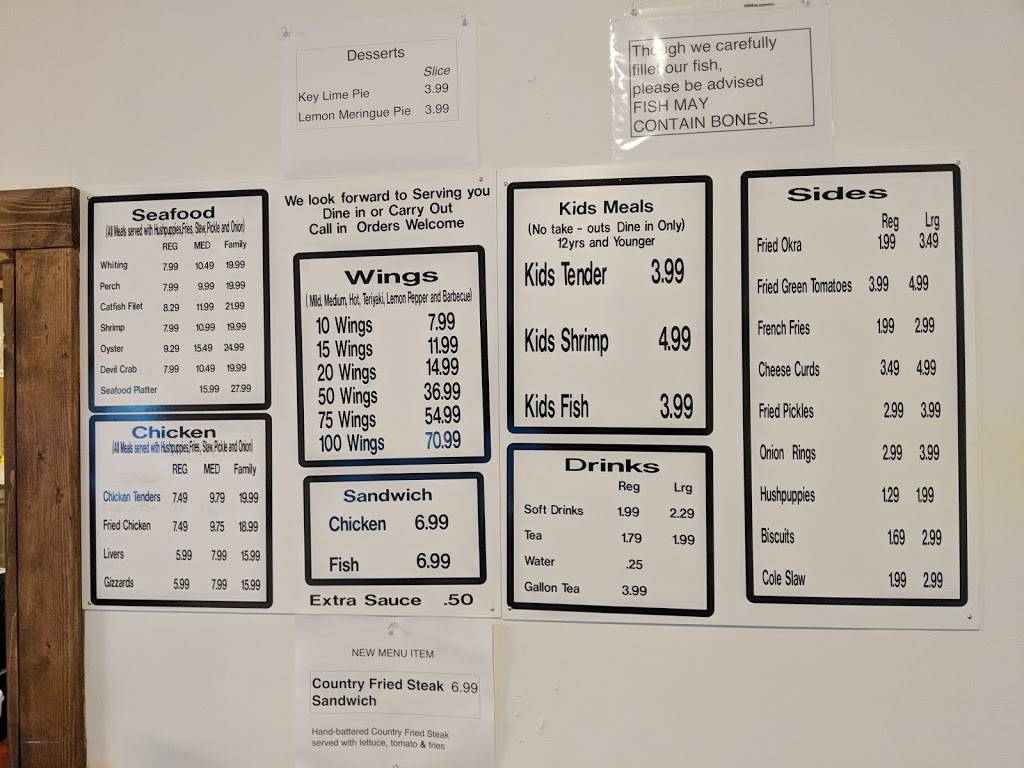 Desserts
Slice
Key Lime Pie 3.99
Lemon Meringue Pie 3.99
Though we carefully
fillet our fish,
please be advised
FISH MAY
CONTAIN BONES.
Seafood
(All Meals served with Hushpuppies,Fries, Slaw, Pickle and Onion)
REG MED Family
Whiting 7.99 10.49 19.99
Perch 7.99 9.99 19.99
Catfish Filet 8.29 11.99 21.99
Shrimp 7.99 10.99 19.99
Oyster 9.29 15.49 24.99
Devil Crab 7.99 10.49 19.99
Seafood Platter 15.99 27.99
Chicken
(All Meals served with Hushpuppies,Fries, Slaw, Pickle and Onion)
REG MED Family
Chicken Tenders 7.49 9.79 19.99
Fried Chicken 7.49 9.75 18.99
Livers 5.99 7.99 15.99
Gizzards 5.99 7.99 15.99
We look forward to Serving you
Dine in or Carry Out
Call in Orders Welcome
Wings
( Mild, Medium, Hot, Teriyaki, Lemon Pepper and Barbecue)
10 Wings 7.99
15 Wings 11.99
20 Wings 14.99
50 Wings 36.99
75 Wings 54.99
100 Wings 70.99
Sandwich
Chicken 6.99
Fish 6.99
Extra Sauce .50
NEW MENU ITEM
Country Fried Steak 6.99
Sandwich
Hand-battered Country Fried Steak
served with lettuce, tomato & fries
Kids Meals
(No take - outs Dine in Only)
12yrs and Younger
Kids Tender 3.99
Kids Shrimp 4.99
Kids Fish 3.99
Drinks
Reg Lrg
Soft Drinks 1.99 2.29
Tea 1.79 1.99
Water .25
Gallon Tea 3.99
Sides
Reg Lrg
Fried Okra 1.99 3.49
Fried Green Tomatoes 3.99 4.99
French Fries 1.99 2.99
Cheese Curds 3.49 4.99
Fried Pickles 2.99 3.99
Onion Rings 2.99 3.99
Hushpuppies 1.29 1.99
Biscuits 1.69 2.99
Cole Slaw 1.99 2.99